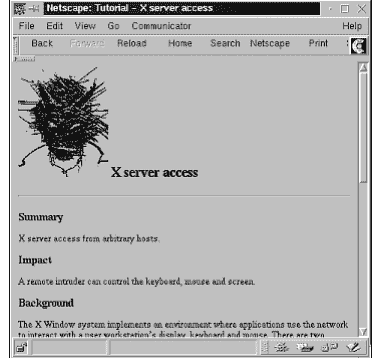 Netscape: Tutorial - X server access
File Edit View Go Communicator Help
Back Forward Reload Home Search Netscape Print
X server access
Summary
X server access from arbitrary hosts.
Impact
A remote intruder can control the keyboard, mouse and screen.
Background
The X Window system implements an environment where applications use the network
to interact with a user workstation's display, keyboard and mouse. There are two